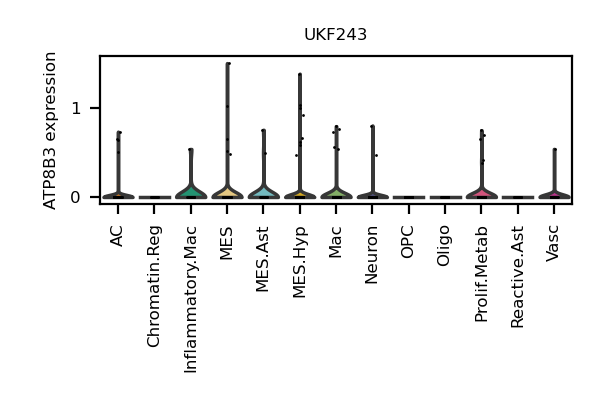 UKF243
ATP8B3 expression
1
0
AC
Chromatin.Reg
Inflammatory.Mac
MES
MES.Ast
MES.Hyp
Mac
Neuron
OPC
Oligo
Prolif.Metab
Reactive.Ast
Vasc